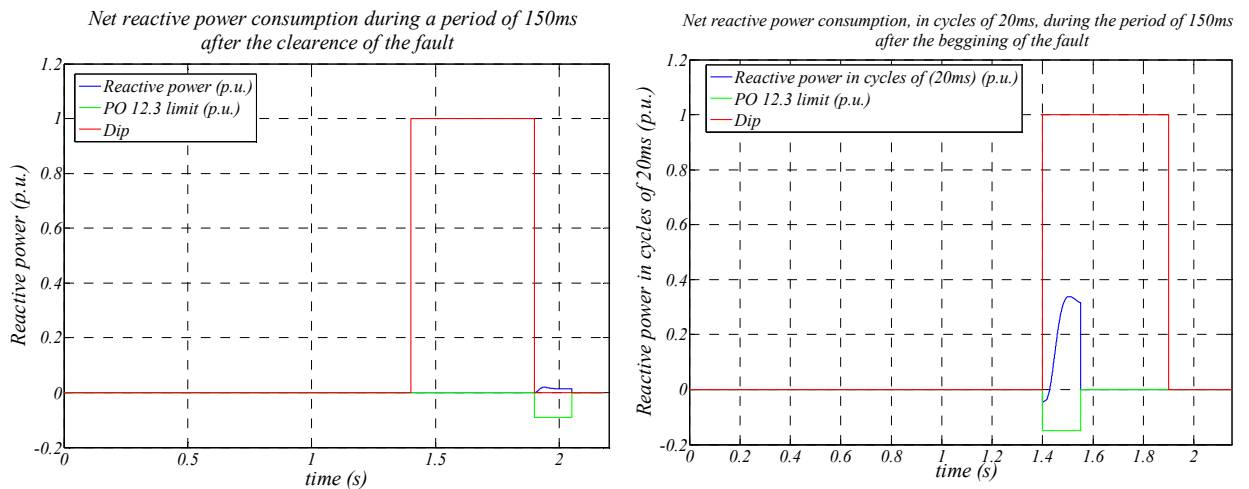 Net reactive power consumption during a period of 150ms
after the clearence of the fault
1.2
1
0.8
0.6
0.4
0.2
0
-0.2
Reactive power (p.u.)
Reactive power (p.u.)
PO 12.3 limit (p.u.)
Dip
0 0.5 1 1.5 2
time (s)
Net reactive power consumption, in cycles of 20ms, during the period of 150ms
after the beggining of the fault
1.2
1
0.8
0.6
0.4
0.2
0
-0.2
Reactive power in cycles of 20ms (p.u.)
Reactive power in cycles of (20ms) (p.u.)
PO 12.3 limit (p.u.)
Dip
0 0.2 0.4 0.6 0.8 1 1.2 1.4 1.6 1.8 2
time (s)